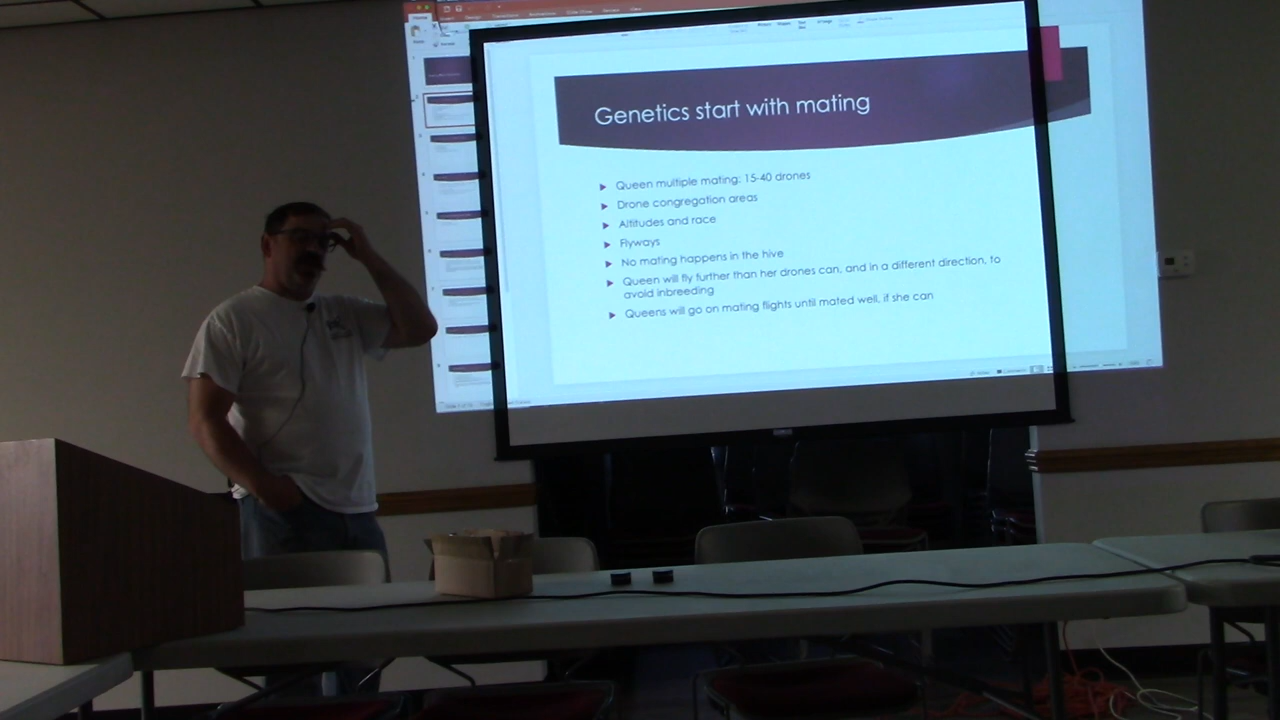 Home
Genetics start with mating
Queen multiple mating: 15-40 drones
Drone congregation areas
Altitudes and race
Flyways
No mating happens in the hive
Queen will fly further than her drones can, and in a different direction, to
avoid inbreeding
Queens will go on mating flights until mated well, if she can